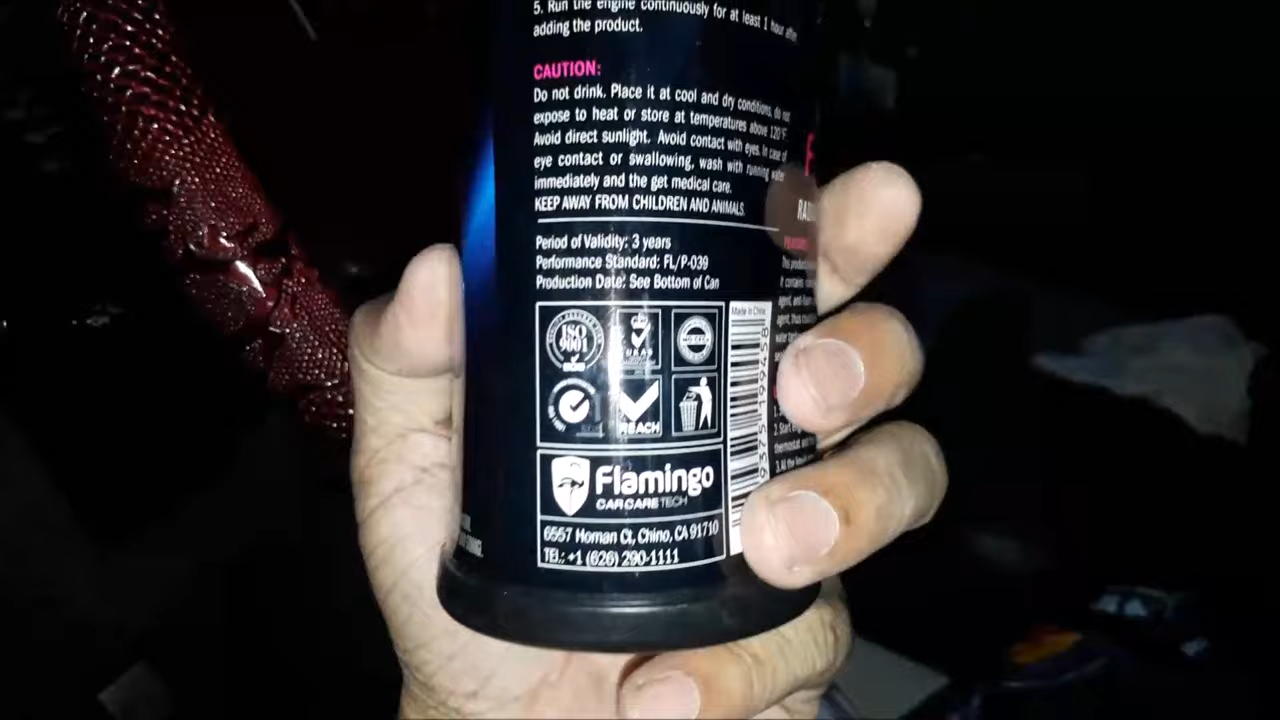 5. Run the engine continuously for at least 1 hour after
adding the product.
CAUTION:
Do not drink. Place it at cool and dry conditions, do not
expose to heat or store at temperatures above 120°F.
Avoid direct sunlight. Avoid contact with eyes. In case of
eye contact or swallowing, wash with running water
immediately and the get medical care.
KEEP AWAY FROM CHILDREN AND ANIMALS.
Period of Validity: 3 years
Performance Standard: FL/P-039
Production Date: See Bottom of Can
ISO
9001
UKAS
REACH
Made in China
Flamingo
CAR CARE TECH
6557 Homan Ct, Chino, CA 91710
TEL.: +1 (626) 290-1111